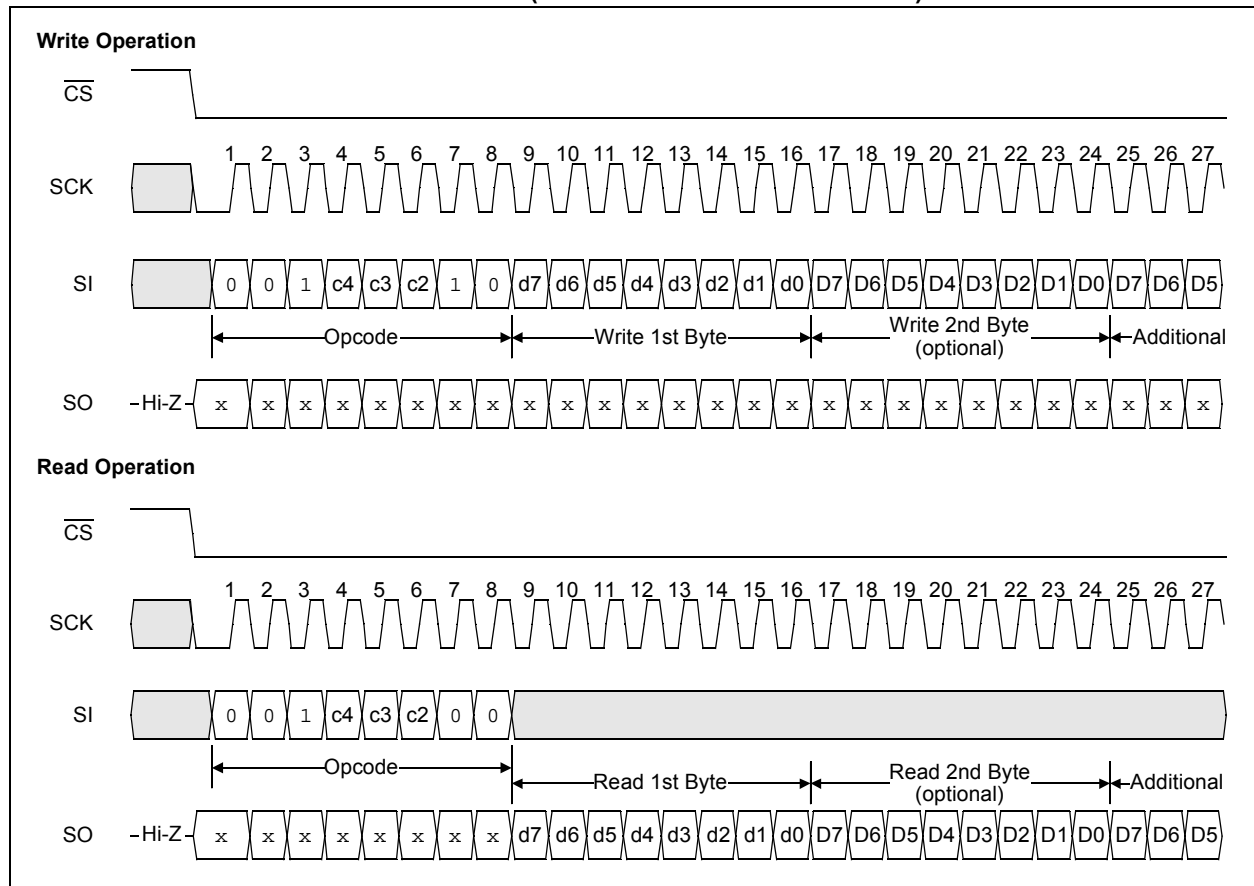 Write Operation
CS
1 2 3 4 5 6 7 8 9 10 11 12 13 14 15 16 17 18 19 20 21 22 23 24 25 26 27
SCK
SI 0 0 1 c4 c3 c2 1 0 d7 d6 d5 d4 d3 d2 d1 d0 D7 D6 D5 D4 D3 D2 D1 D0 D7 D6 D5
Opcode Write 1st Byte Write 2nd Byte Additional
(optional)
SO Hi-Z x x x x x x x x x x x x x x x x x x x x x x x x x x x
Read Operation
CS
1 2 3 4 5 6 7 8 9 10 11 12 13 14 15 16 17 18 19 20 21 22 23 24 25 26 27
SCK
SI 0 0 1 c4 c3 c2 0 0
Opcode Read 1st Byte Read 2nd Byte Additional
(optional)
SO Hi-Z x x x x x x x x d7 d6 d5 d4 d3 d2 d1 d0 D7 D6 D5 D4 D3 D2 D1 D0 D7 D6 D5